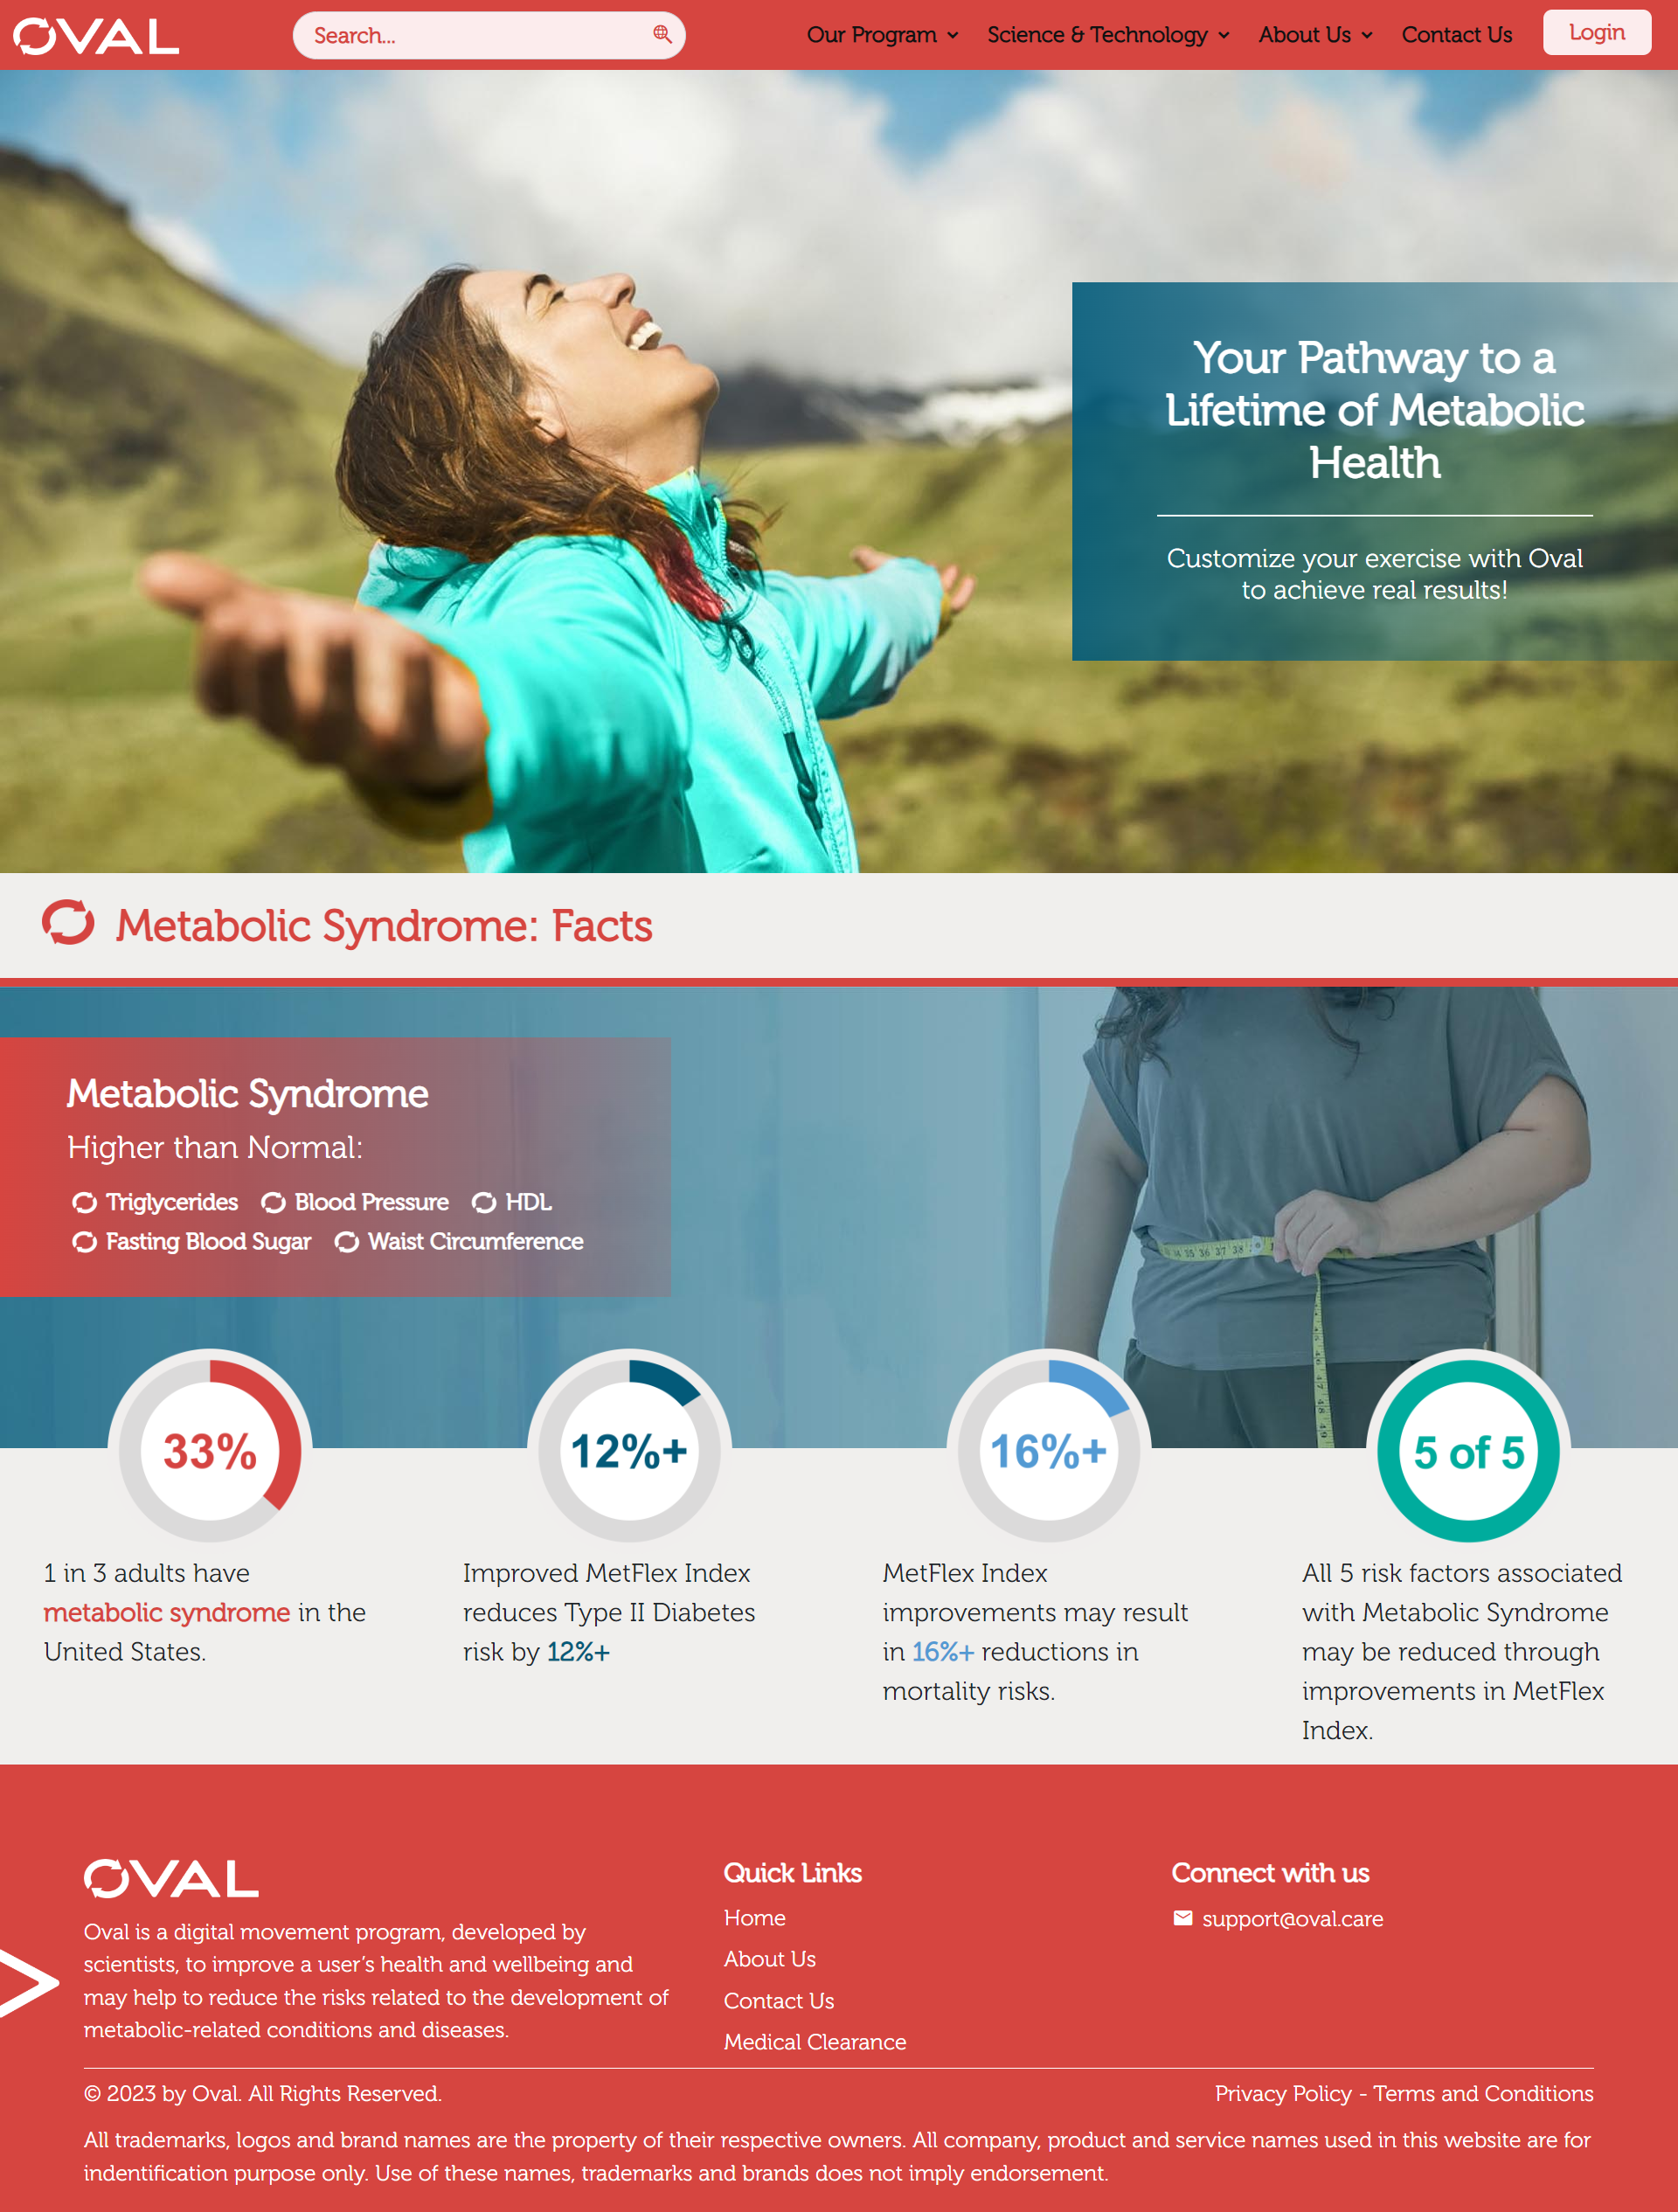 OVAL
Search...
Our Program
Science & Technology
About Us
Contact Us
Login
Your Pathway to a
Lifetime of Metabolic
Health
Customize your exercise with Oval
to achieve real results!
Metabolic Syndrome: Facts
Metabolic Syndrome
Higher than Normal:
Triglycerides Blood Pressure HDL
Fasting Blood Sugar Waist Circumference
34 35 36 37 38
33%
12%+
16%+
5 of 5
1 in 3 adults have
metabolic syndrome in the
United States.
Improved MetFlex Index
reduces Type II Diabetes
risk by 12%+
MetFlex Index
improvements may result
in 16%+ reductions in
mortality risks.
All 5 risk factors associated
with Metabolic Syndrome
may be reduced through
improvements in MetFlex
Index.
OVAL
Oval is a digital movement program, developed by
scientists, to improve a user's health and wellbeing and
may help to reduce the risks related to the development of
metabolic-related conditions and diseases.
Quick Links
Home
About Us
Contact Us
Medical Clearance
Connect with us
support@oval.care
© 2023 by Oval. All Rights Reserved.
Privacy Policy - Terms and Conditions
All trademarks, logos and brand names are the property of their respective owners. All company, product and service names used in this website are for
indentification purpose only. Use of these names, trademarks and brands does not imply endorsement.